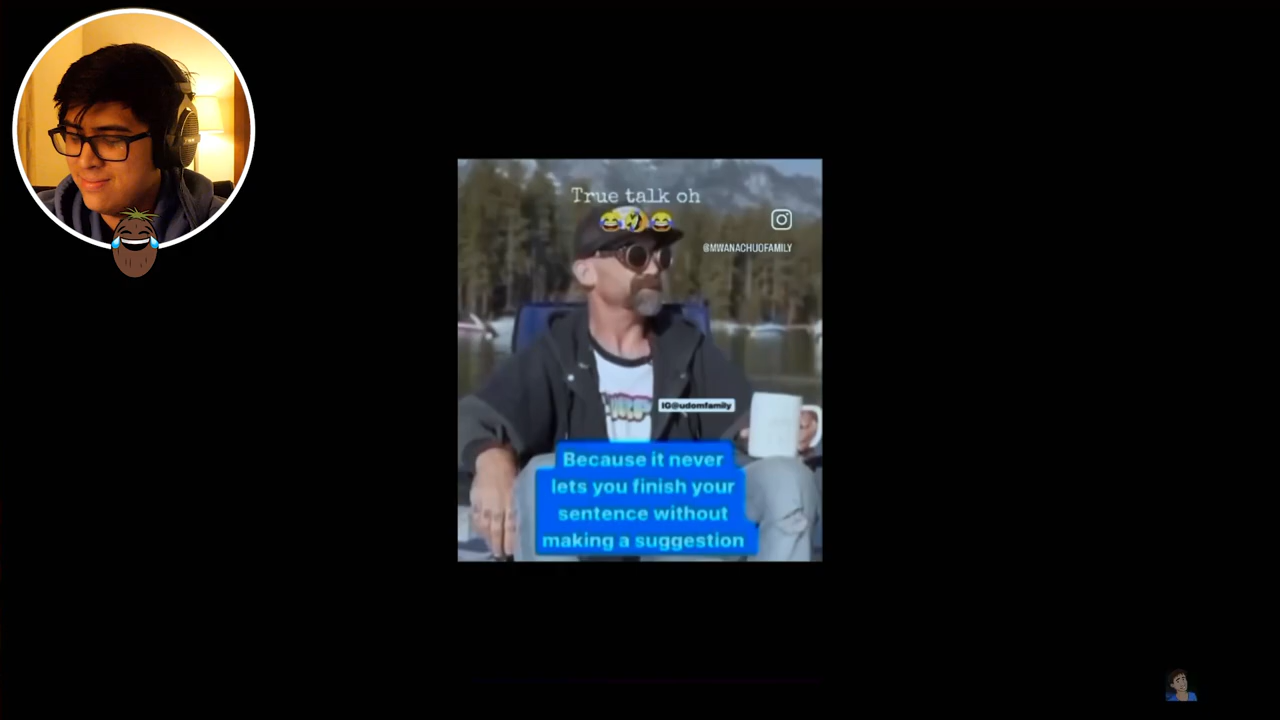 True talk oh
@MWANACHUOFAMILY
IG@udomfamily
Because it never
lets you finish your
sentence without
making a suggestion